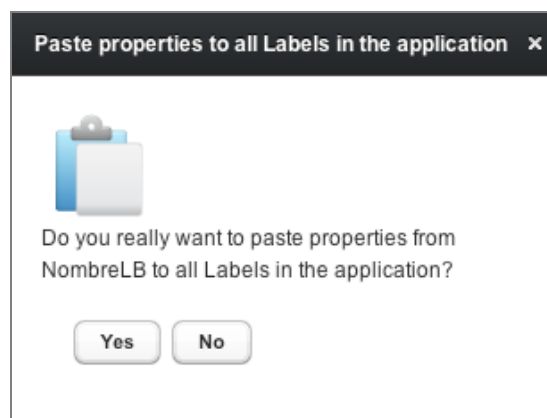 Paste properties to all Labels in the application ×
Do you really want to paste properties from
NombreLB to all Labels in the application?
Yes No